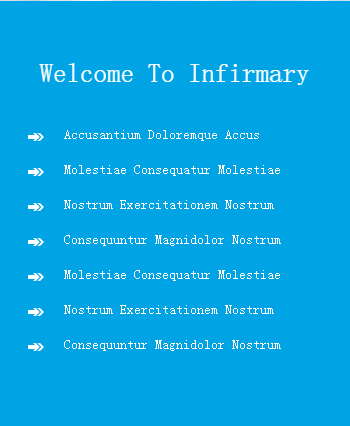 Welcome To Infirmary
Accusantium Doloremque Accus
Molestiae Consequatur Molestiae
Nostrum Exercitationem Nostrum
Consequuntur Magnidolor Nostrum
Molestiae Consequatur Molestiae
Nostrum Exercitationem Nostrum
Consequuntur Magnidolor Nostrum